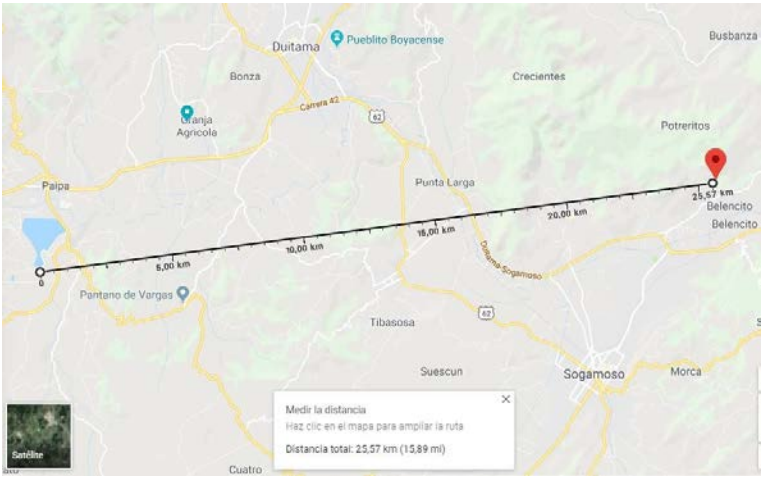 Busbanza
Pueblito Boyacense
Duitama
Bonza
Crecientes
Carrera 42
62
Granja
Agricola
Potreritos
Paipa
Punta Larga
25,57 km
20,00 km
15,00 km
10,00 km
5,00 km
0
Belencito
Belencito
Duitama-Sogamoso
Pantano de Vargas
62
Tibasosa
Suescun
Sogamoso
Morca
Medir la distancia
Haz clic en el mapa para ampliar la ruta
Distancia total: 25,57 km (15,89 mi)
Satélite
Cuatro